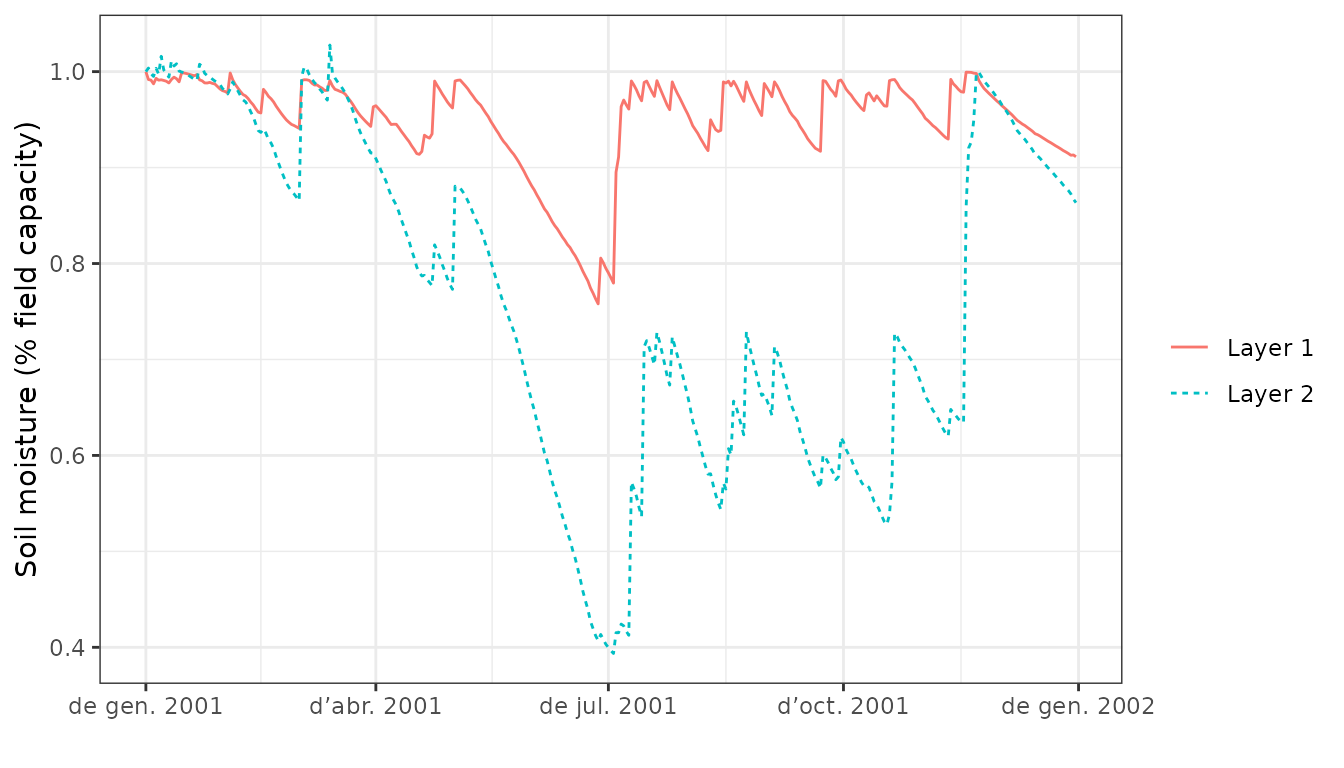 Soil moisture (% field capacity)
1.0
0.8
0.6
0.4
de gen. 2001 d’abr. 2001 de jul. 2001 d’oct. 2001 de gen. 2002
Layer 1
Layer 2